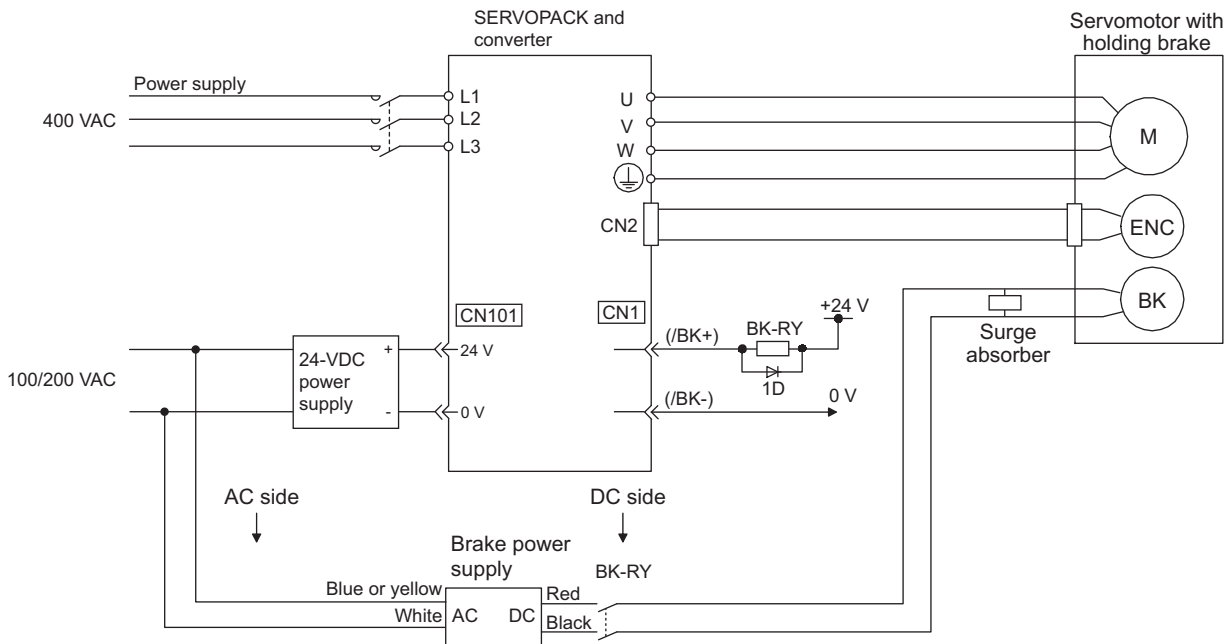 SERVOPACK and
converter
Servomotor with
holding brake
Power supply
400 VAC
L1
L2
L3
U
V
W
M
CN2
ENC
BK
CN101
CN1
+24 V
(/BK+)
BK-RY
1D
Surge
absorber
100/200 VAC
24-VDC
power
supply
+
-
24 V
0 V
(/BK-)
0 V
AC side
DC side
Brake power
supply
BK-RY
Blue or yellow
White
AC
DC
Red
Black